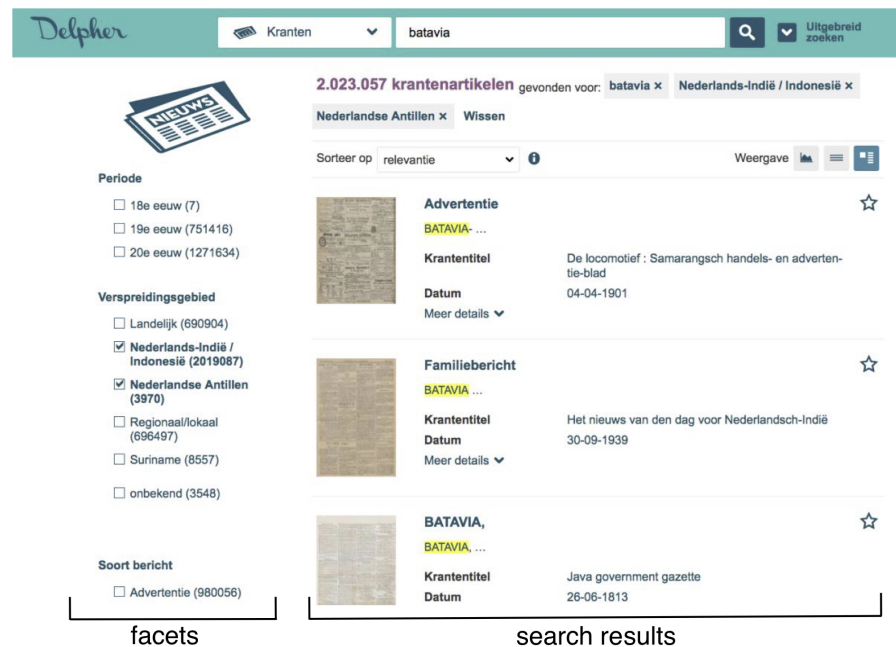 Delpher
Kranten
batavia
Uitgebreid
zoeken
NIEUWS
2.023.057 krantenartikelen gevonden voor: batavia × Nederlands-Indië / Indonesië ×
Nederlandse Antillen × Wissen
Sorteer op relevantie
Weergave
Periode
18e eeuw (7)
19e eeuw (751416)
20e eeuw (1271634)
Verspreidingsgebied
Landelijk (690904)
Nederlands-Indië /
Indonesië (2019087)
Nederlandse Antillen
(3970)
Regionaal/lokaal
(696497)
Suriname (8557)
onbekend (3548)
Soort bericht
Advertentie (980056)
facets
Advertentie
BATAVIA- ...
Krantentitel De locomotief : Samarangsch handels- en adverten-
tie-blad
Datum 04-04-1901
Meer details
Familiebericht
BATAVIA ...
Krantentitel Het nieuws van den dag voor Nederlandsch-Indië
Datum 30-09-1939
Meer details
BATAVIA,
BATAVIA, ...
Krantentitel Java government gazette
Datum 26-06-1813
search results